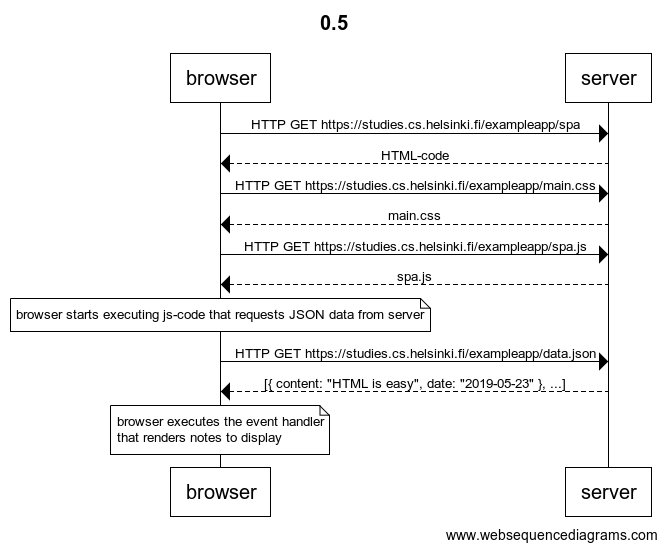 0.5
browser
server
HTTP GET https://studies.cs.helsinki.fi/exampleapp/spa
HTML-code
HTTP GET https://studies.cs.helsinki.fi/exampleapp/main.css
main.css
HTTP GET https://studies.cs.helsinki.fi/exampleapp/spa.js
spa.js
browser starts executing js-code that requests JSON data from server
HTTP GET https://studies.cs.helsinki.fi/exampleapp/data.json
[{ content: "HTML is easy", date: "2019-05-23" }, ...]
browser executes the event handler
that renders notes to display
browser
server
www.websequencediagrams.com